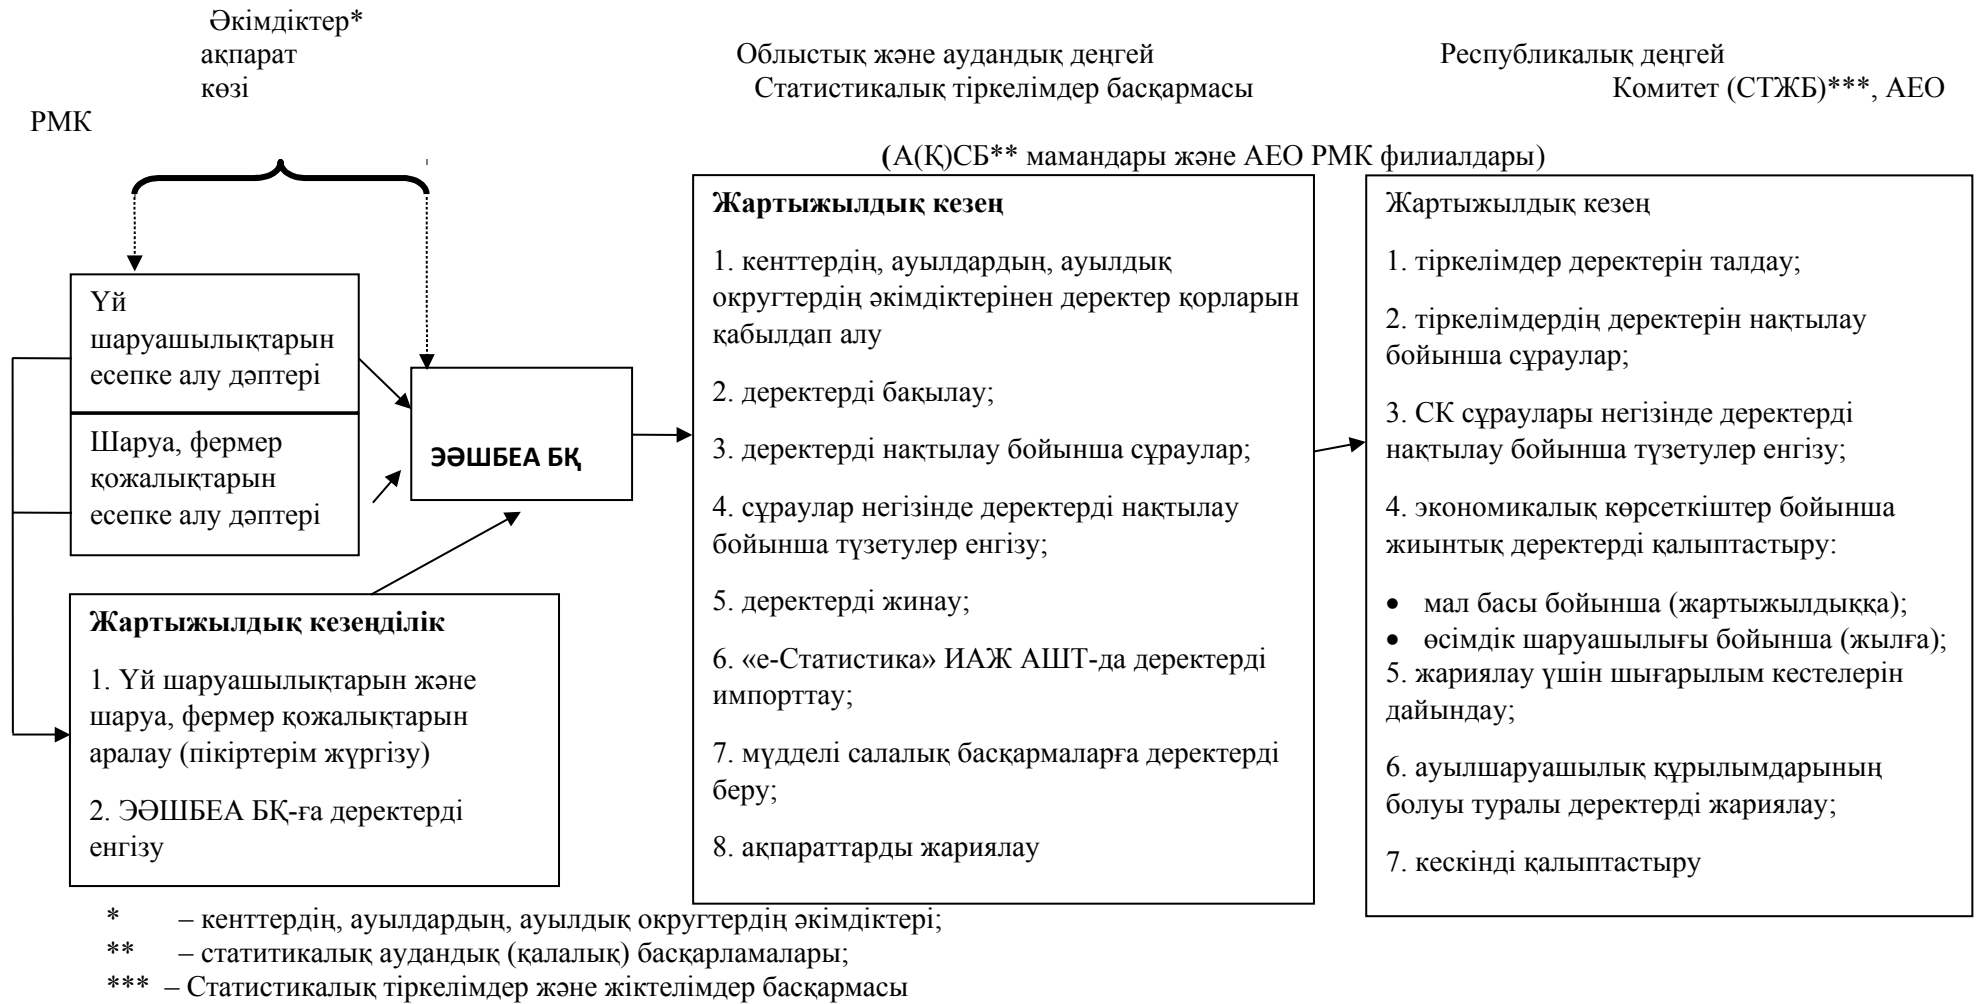 Әкімдіктер*
ақпарат
көзі
РМК
Облыстық және аудандық деңгей
Статистикалық тіркелімдер басқармасы
(А(Қ)СБ** мамандары және АЕО РМК филиалдары)
Республикалық деңгей
Комитет (СТЖБ)***, АЕО
Үй
шаруашылықтарын
есепке алу дәптері
Шаруа, фермер
қожалықтарын
есепке алу дәптері
ЭӘШБЕА БҚ
Жартыжылдық кезеңділік
1. Үй шаруашылықтарын және
шаруа, фермер қожалықтарын
аралау (пікіртерім жүргізу)
2. ЭӘШБЕА БҚ-ға деректерді
енгізу
Жартыжылдық кезең
1. кенттердің, ауылдардың, ауылдық
округтердің әкімдіктерінен деректер қорларын
қабылдап алу
2. деректерді бақылау;
3. деректерді нақтылау бойынша сұраулар;
4. сұраулар негізінде деректерді нақтылау
бойынша түзетулер енгізу;
5. деректерді жинау;
6. «е-Статистика» ИАЖ АШТ-да деректерді
импорттау;
7. мүдделі салалық басқармаларға деректерді
беру;
8. ақпараттарды жариялау
Жартыжылдық кезең
1. тіркелімдер деректерін талдау;
2. тіркелімдердің деректерін нақтылау
бойынша сұраулар;
3. СК сұраулары негізінде деректерді
нақтылау бойынша түзетулер енгізу;
4. экономикалық көрсеткіштер бойынша
жиынтық деректерді қалыптастыру:
• мал басы бойынша (жартыжылдыққа);
• өсімдік шаруашылығы бойынша (жылға);
5. жариялау үшін шығарылым кестелерін
дайындау;
6. ауылшаруашылық құрылымдарының
болуы туралы деректерді жариялау;
7. кескінді қалыптастыру
* – кенттердің, ауылдардың, ауылдық округтердің әкімдіктері;
** – статитикалық аудандық (қалалық) басқарламалары;
*** – Статистикалық тіркелімдер және жіктелімдер басқармасы